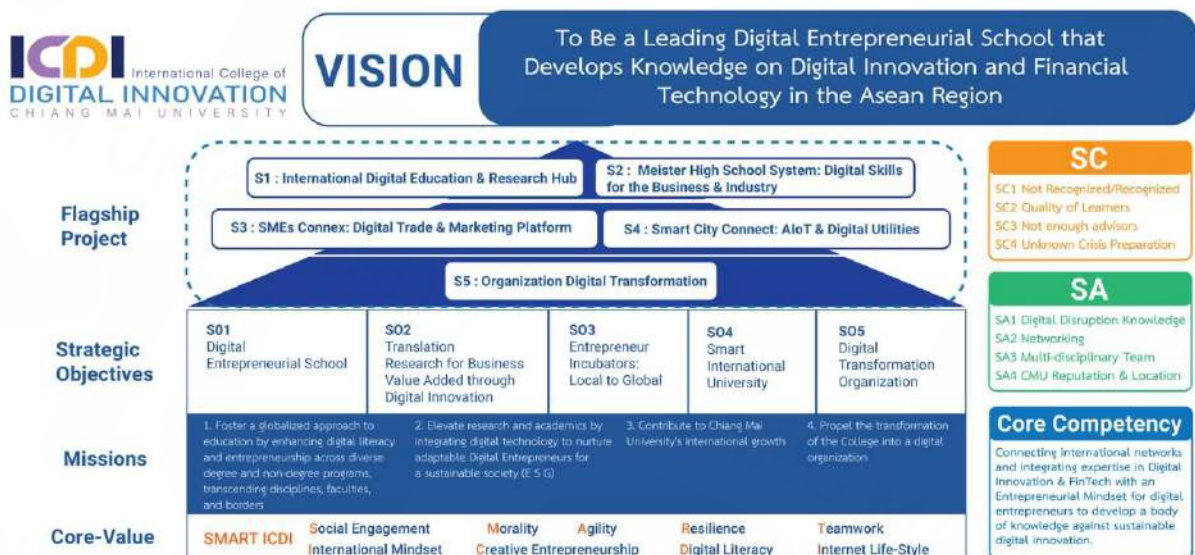 ICDI International College of
DIGITAL INNOVATION
CHIANG MAI UNIVERSITY
VISION
To Be a Leading Digital Entrepreneurial School that
Develops Knowledge on Digital Innovation and Financial
Technology in the Asean Region
Flagship
Project
S1 : International Digital Education & Research Hub
S2 : Meister High School System: Digital Skills
for the Business & Industry
S3 : SMEs Connex: Digital Trade & Marketing Platform
S4 : Smart City Connect: AIoT & Digital Utilities
S5 : Organization Digital Transformation
Strategic
Objectives
S01
Digital
Entrepreneurial School
SO2
Translation
Research for Business
Value Added through
Digital Innovation
SO3
Entrepreneur
Incubators:
Local to Global
SO4
Smart
International
University
SO5
Digital
Transformation
Organization
Missions
1. Foster a globalized approach to
education by enhancing digital literacy
and entrepreneurship across diverse
degree and non-degree programs,
transcending disciplines, faculties,
and borders
2. Elevate research and academics by
integrating digital technology to nurture
adaptable Digital Entrepreneurs for
a sustainable society (E S G)
3. Contribute to Chiang Mai
University's international growth
4. Propel the transformation
of the College into a digital
organization
Core-Value
SMART ICDI
Social Engagement
International Mindset
Morality
Agility
Creative Entrepreneurship
Resilience
Digital Literacy
Teamwork
Internet Life-Style
SC
SC1 Not Recognized/Recognized
SC2 Quality of Learners
SC3 Not enough advisors
SC4 Unknown Crisis Preparation
SA
SA1 Digital Disruption Knowledge
SA2 Networking
SA3 Multi-disciplinary Team
SA4 CMU Reputation & Location
Core Competency
Connecting international networks
and integrating expertise in Digital
Innovation & FinTech with an
Entrepreneurial Mindset for digital
entrepreneurs to develop a body
of knowledge against sustainable
digital innovation.